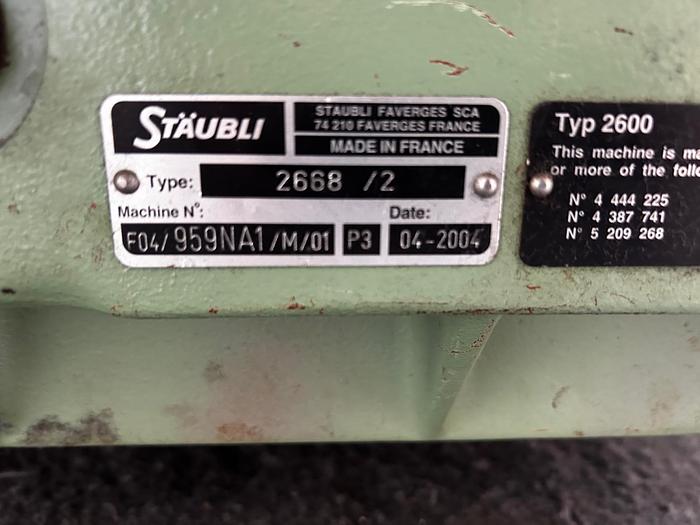 STÄUBLI
STAUBLI FAVERGES SCA
74 210 FAVERGES FRANCE
MADE IN FRANCE
Type: 2668 /2
Machine N°: Date:
F04/959NA1/M/01 P3 04-2004
Typ 2600
This machine is
or more of the
N° 4 444 225
N° 4 387 741
N° 5 209 268